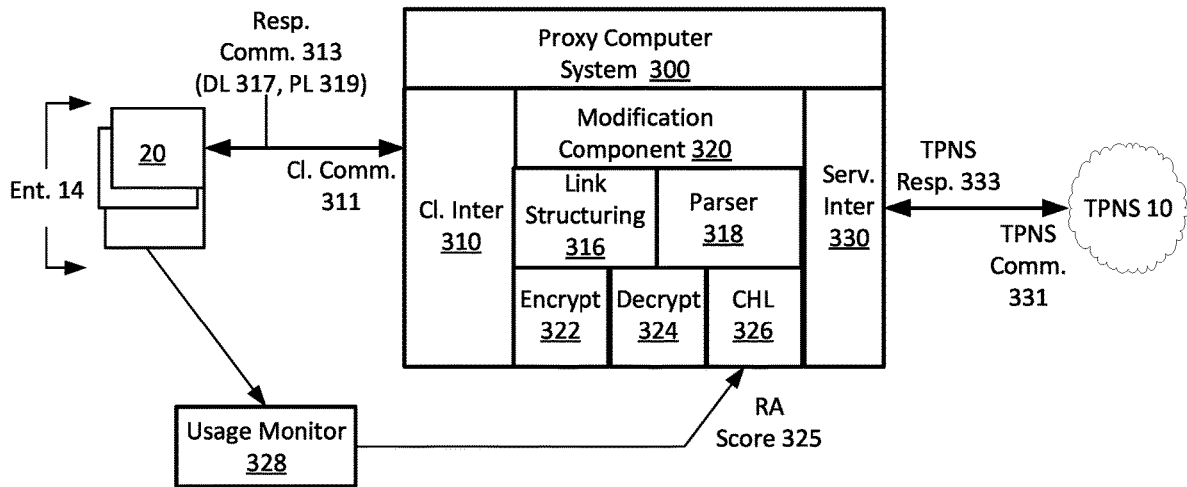 Resp.
Comm. 313
(DL 317, PL 319)
Proxy Computer
System 300
Ent. 14
20
Cl. Comm.
311
Cl. Inter
310
Modification
Component 320
Link
Structuring
316
Parser
318
Encrypt
322
Decrypt
324
CHL
326
Serv.
Inter
330
TPNS
Resp. 333
TPNS
Comm.
331
TPNS 10
Usage Monitor
328
RA
Score 325